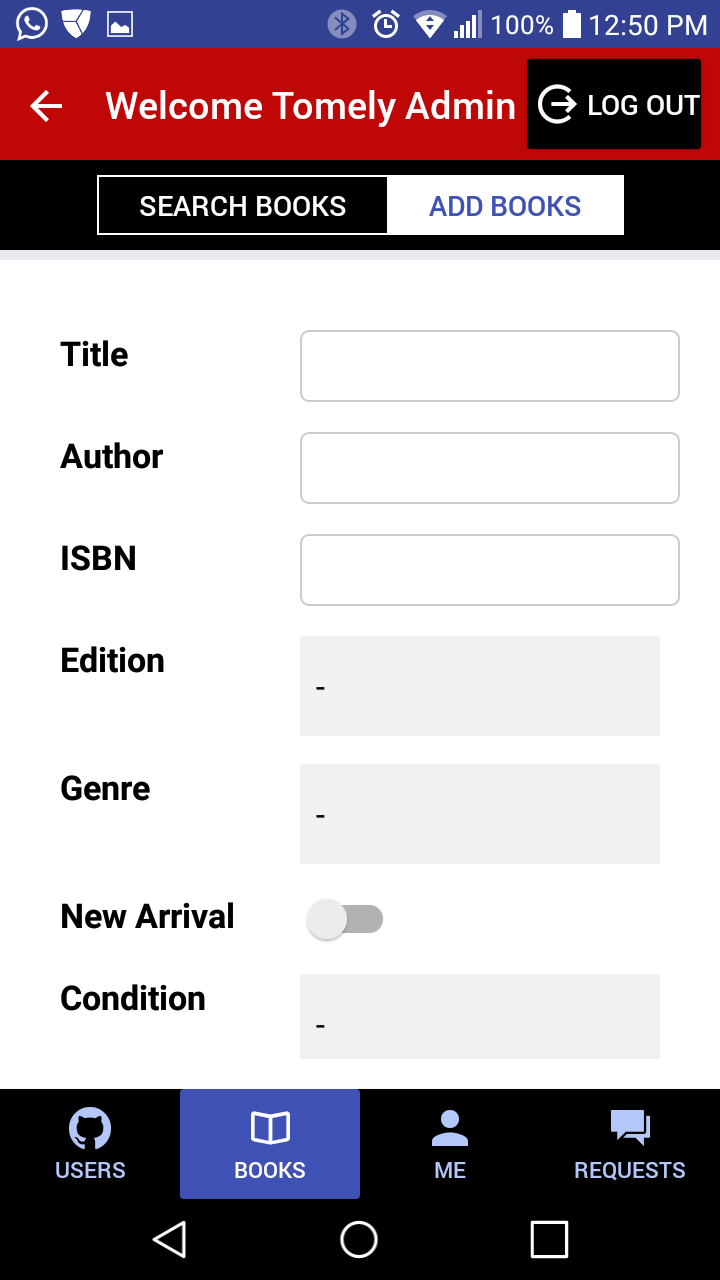 100% 12:50 PM
Welcome Tomely Admin LOG OUT
SEARCH BOOKS ADD BOOKS
Title
Author
ISBN
Edition -
Genre -
New Arrival
Condition -
USERS BOOKS ME REQUESTS